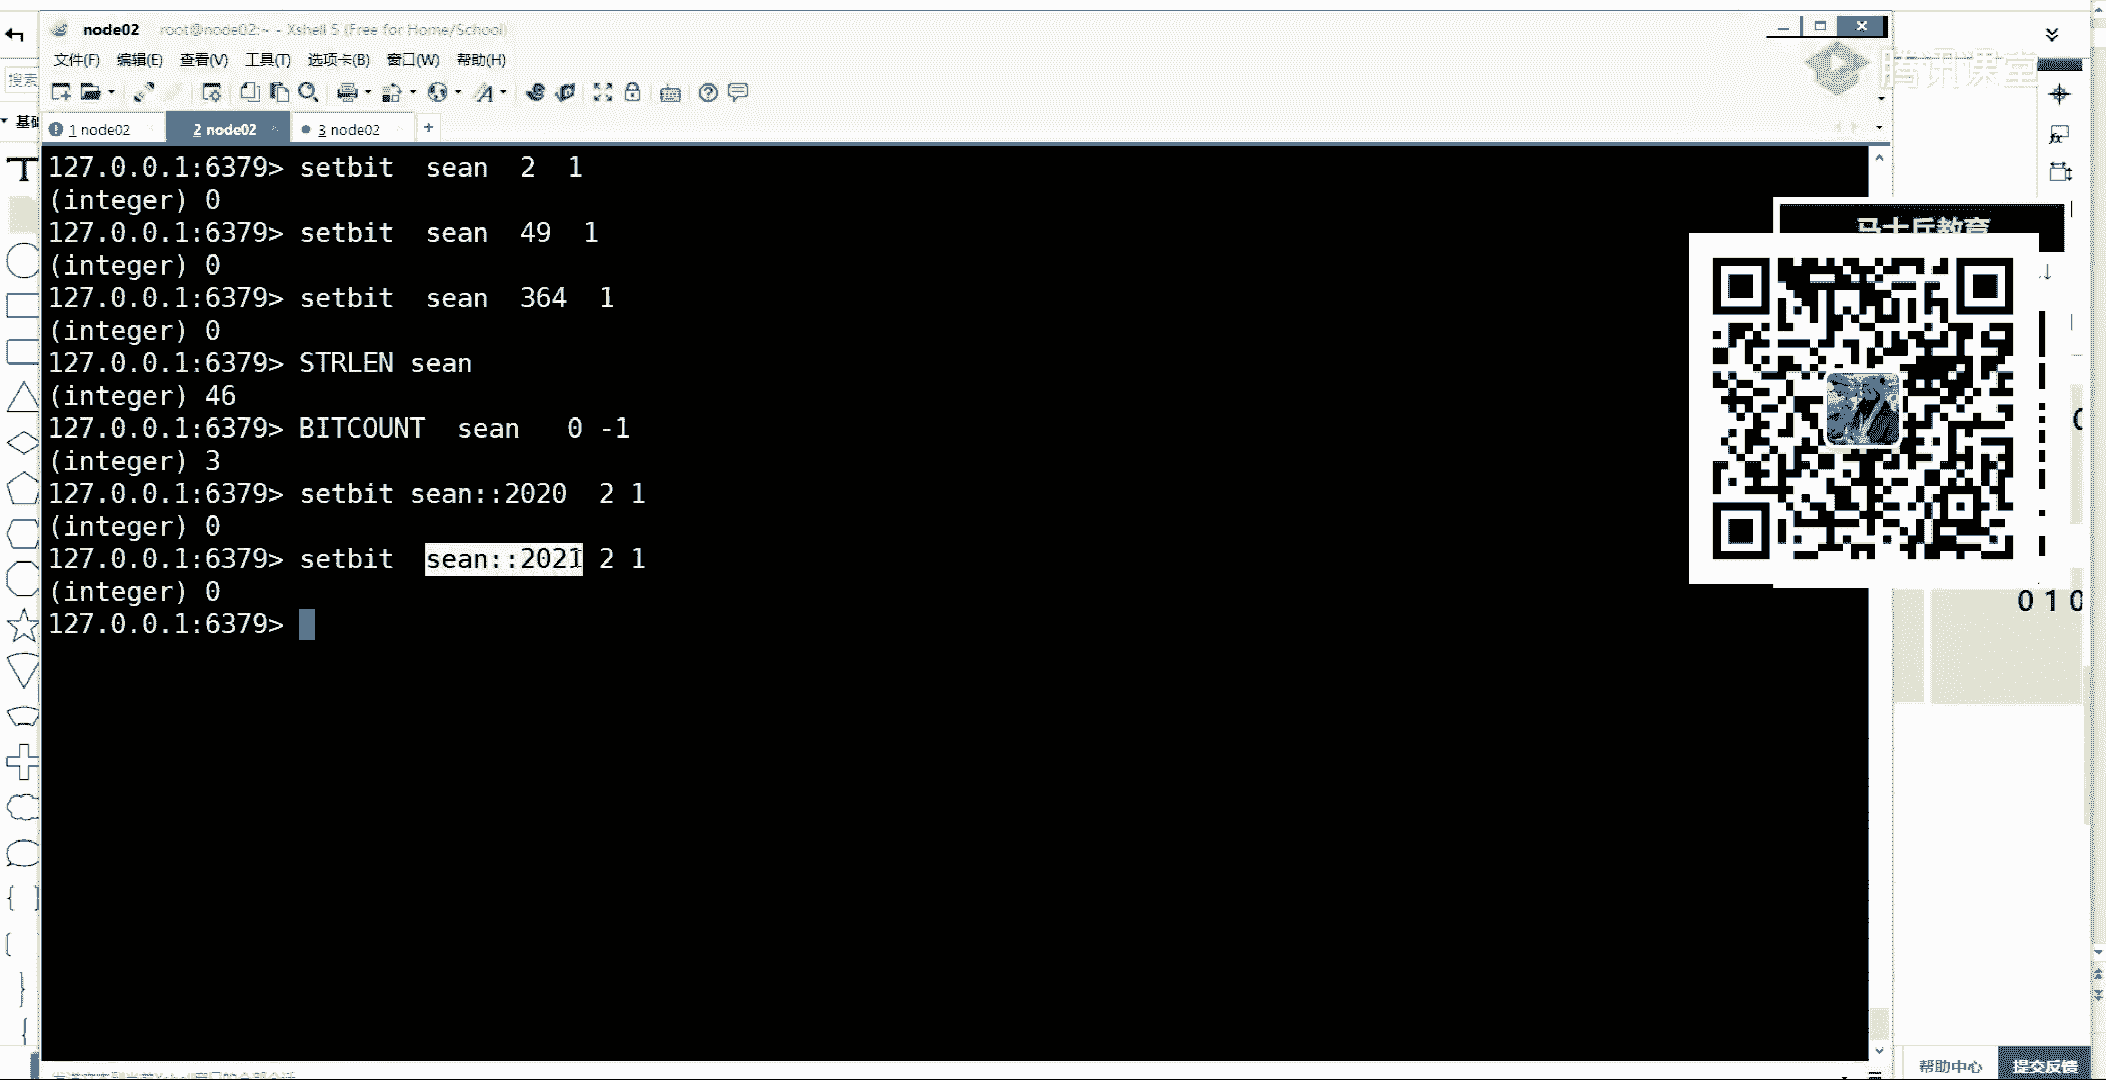 node02 root@node02:~ - Xshell 5 (Free for Home/School)
文件(F) 编辑(E) 查看(V) 工具(T) 选项卡(B) 窗口(W) 帮助(H)
腾讯课堂
搜索
基础
1 node02 2 node02 3 node02 +
127.0.0.1:6379> setbit sean 2 1
(integer) 0
127.0.0.1:6379> setbit sean 49 1
(integer) 0
127.0.0.1:6379> setbit sean 364 1
(integer) 0
127.0.0.1:6379> STRLEN sean
(integer) 46
127.0.0.1:6379> BITCOUNT sean 0 -1
(integer) 3
127.0.0.1:6379> setbit sean::2020 2 1
(integer) 0
127.0.0.1:6379> setbit sean::2021 2 1
(integer) 0
127.0.0.1:6379>
马士兵教育
0 1 0
帮助中心 提交反馈